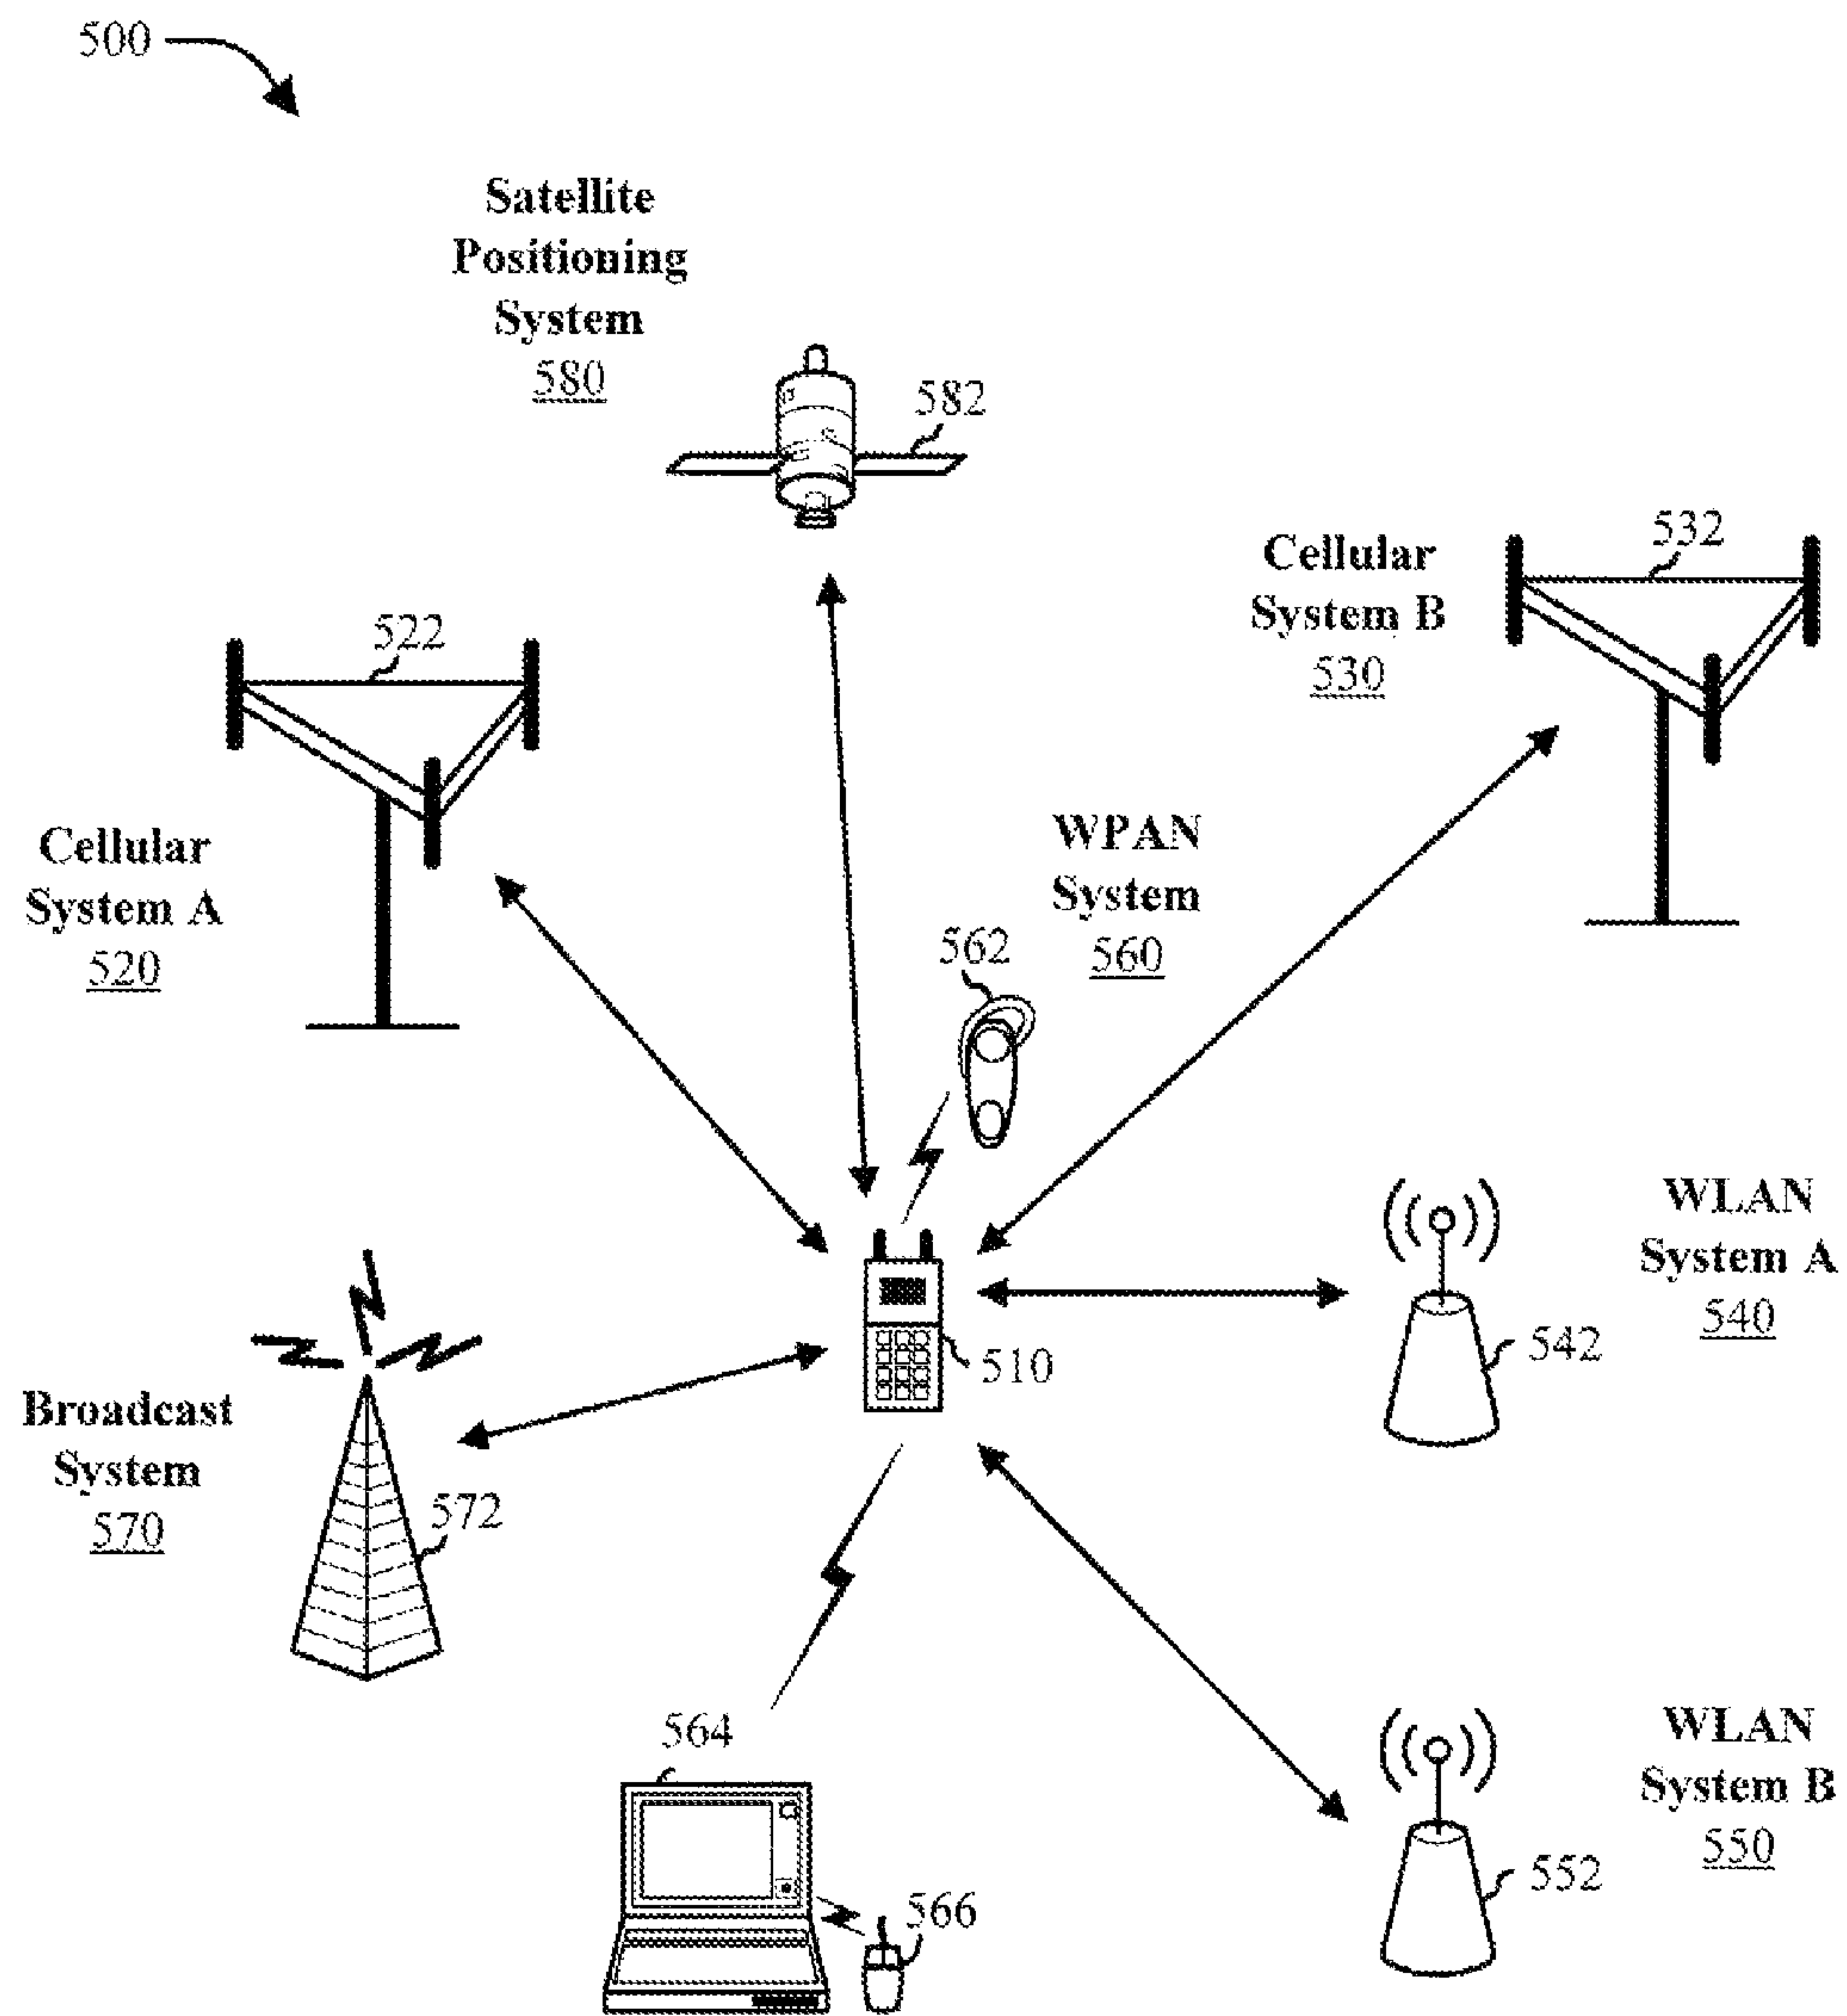 500
Satellite
Positioning
System
580
582
Cellular
System B
530
532
522
Cellular
System A
520
WPAN
System
560
562
WLAN
System A
540
542
510
Broadcast
System
570
572
564
566
WLAN
System B
550
552